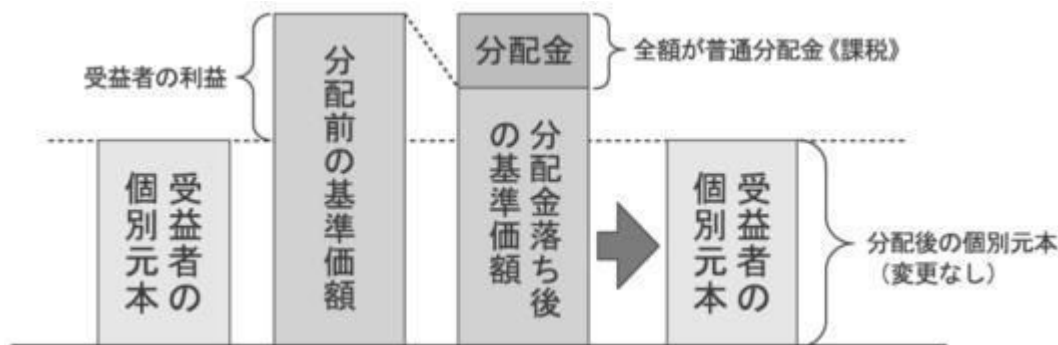 受益者の利益
受益者の
個別元本
分配前の基準価額
分配金
分配金落ち後
の基準価額
全額が普通分配金《課税》
受益者の
個別元本
分配後の個別元本
(変更なし)